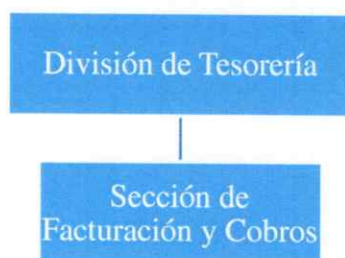 División de Tesorería
Sección de
Facturación y Cobros